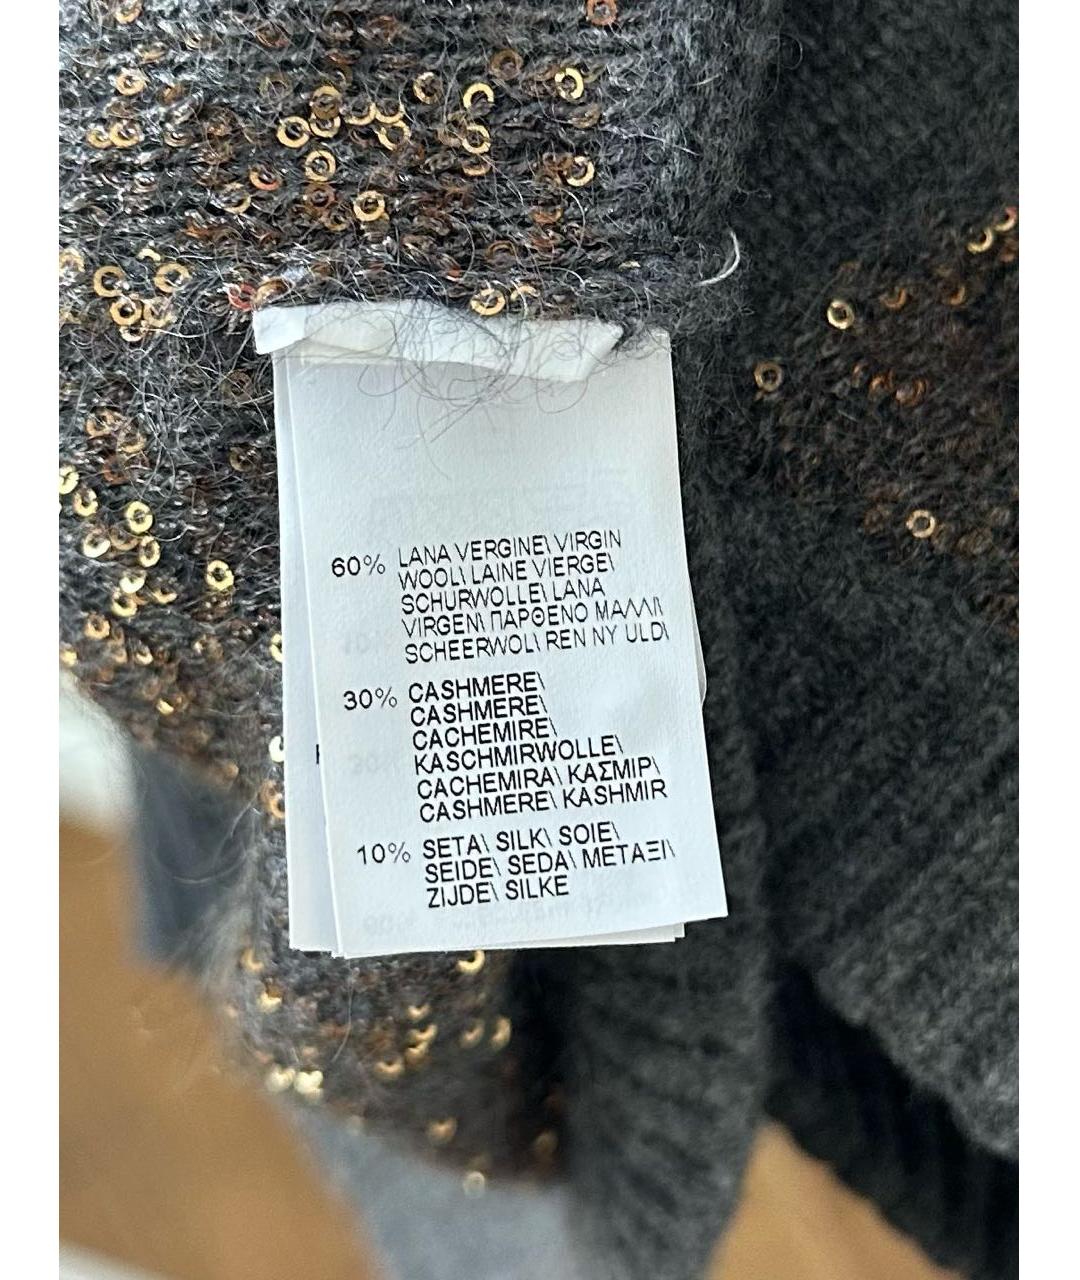 60% LANA VERGINE\ VIRGIN
WOOL\ LAINE VIERGE\
SCHURWOLLE\ LANA
VIRGEN\ ΠΑΡΘΕΝΟ ΜΑΛΛΙ\
SCHEERWOL\ REN NY ULD\
30% CASHMERE\
CASHMERE\
CACHEMIRE\
KASCHMIRWOLLE\
CACHEMIRA\ ΚΑΣΜΙΡ\
CASHMERE\ KASHMIR
10% SETA\ SILK\ SOIE\
SEIDE\ SEDA\ ΜΕΤΑΞΙ\
ZIJDE\ SILKE